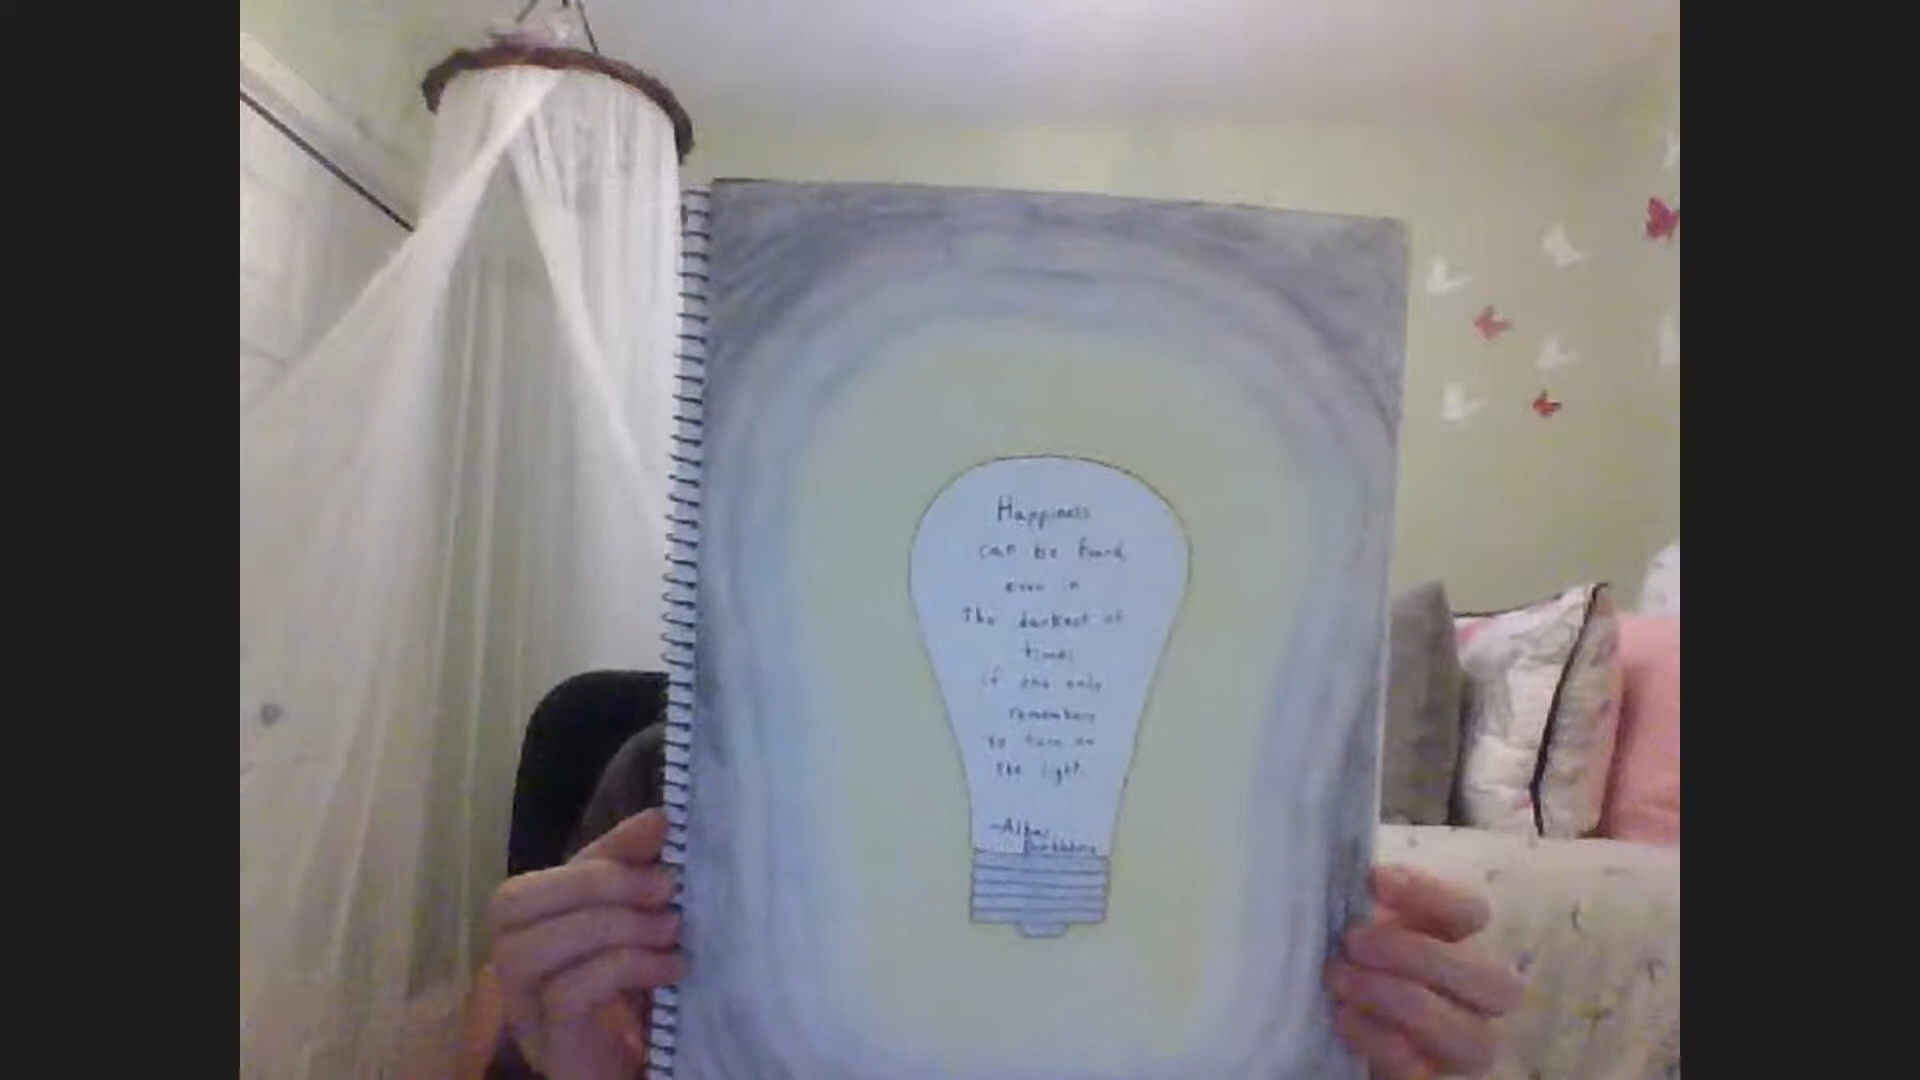 Happiness
can be found
even in
The darkest of
times
if one only
remembers
to turn on
the light.
-Albus
Dumbledore